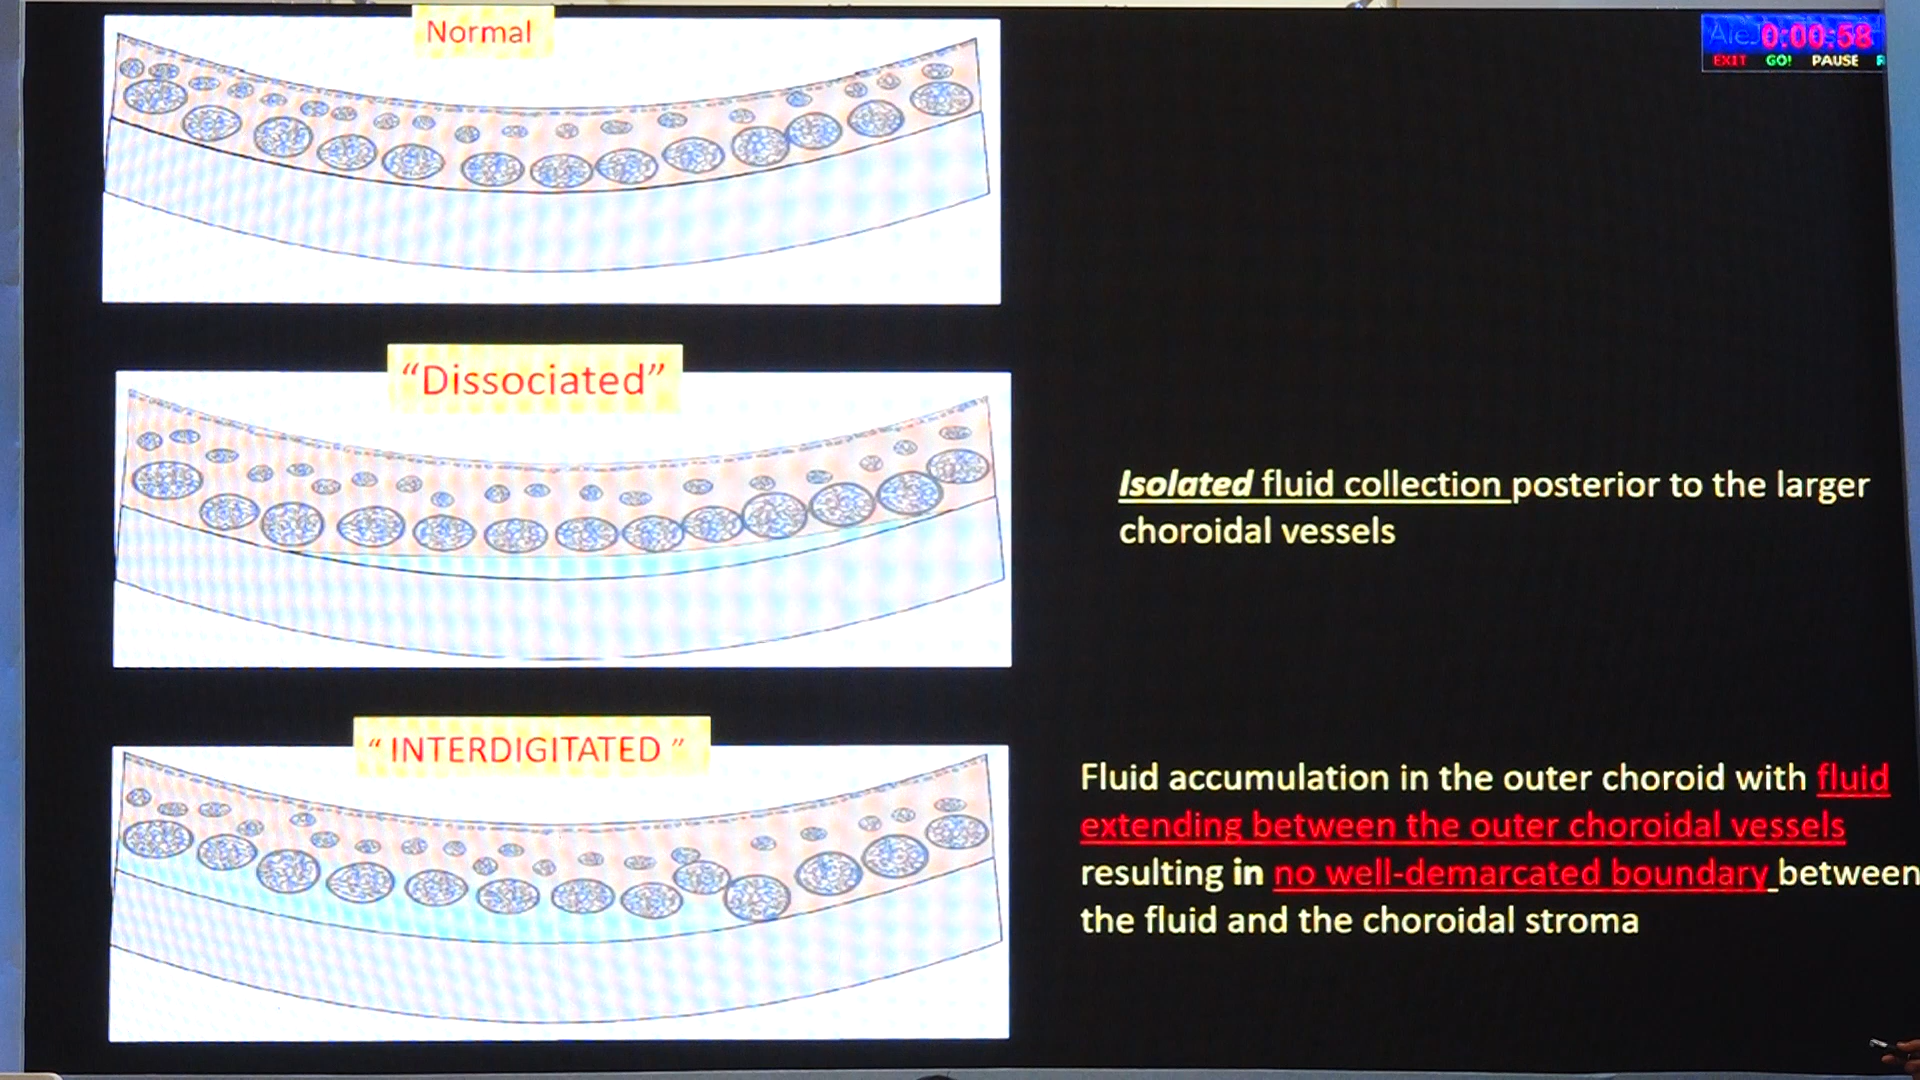 Normal
0:00:58
EXIT GO! PAUSE
“Dissociated”
Isolated fluid collection posterior to the larger
choroidal vessels
“ INTERDIGITATED ”
Fluid accumulation in the outer choroid with fluid
extending between the outer choroidal vessels
resulting in no well-demarcated boundary between
the fluid and the choroidal stroma